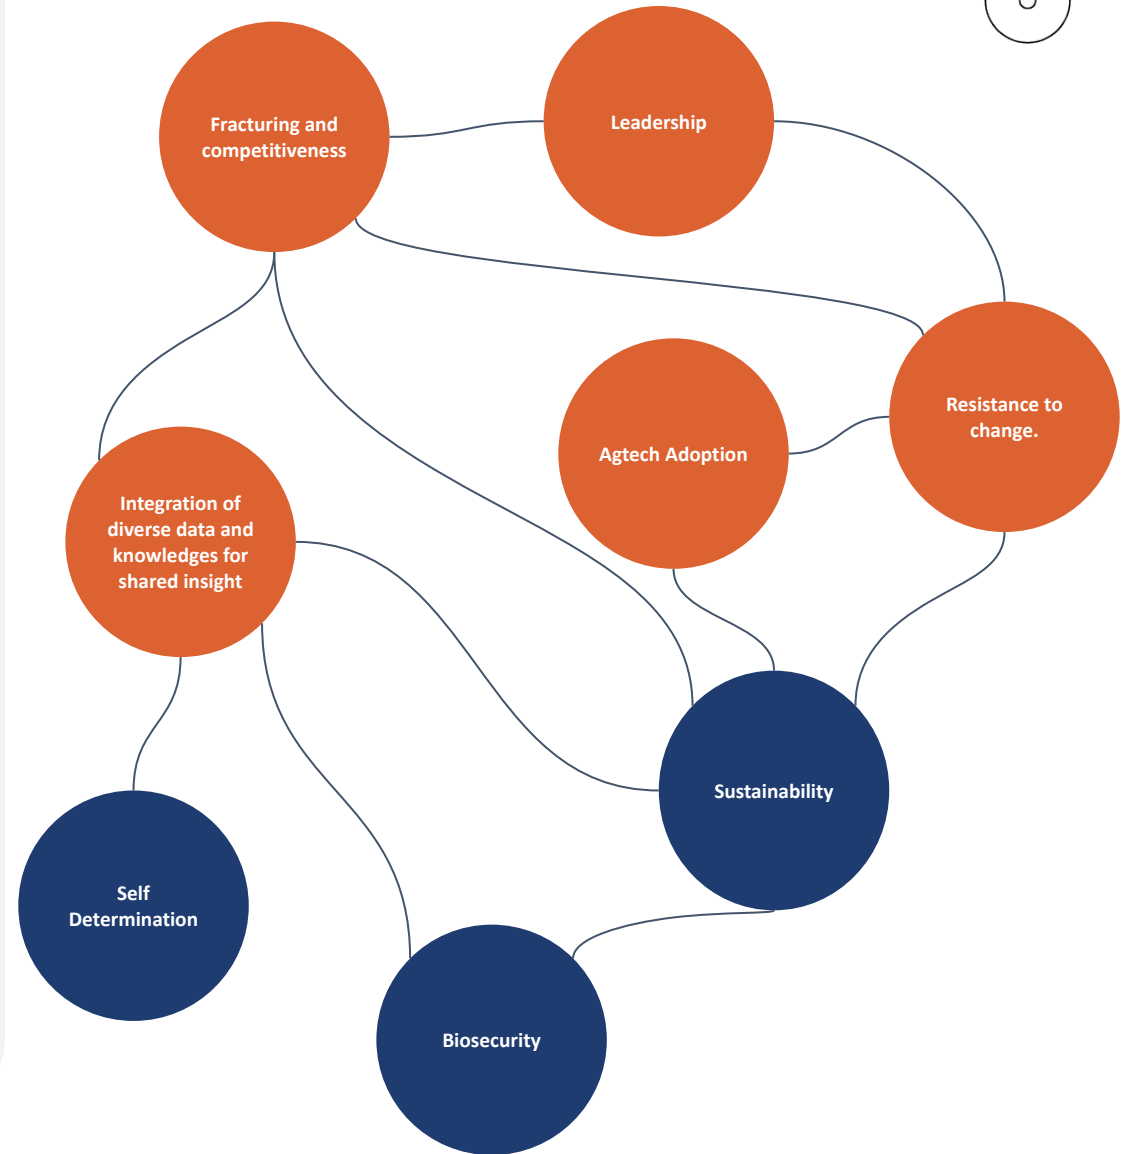 Fracturing and
competitiveness
Leadership
Resistance to
change.
Agtech Adoption
Integration of
diverse data and
knowledges for
shared insight
Sustainability
Self
Determination
Biosecurity